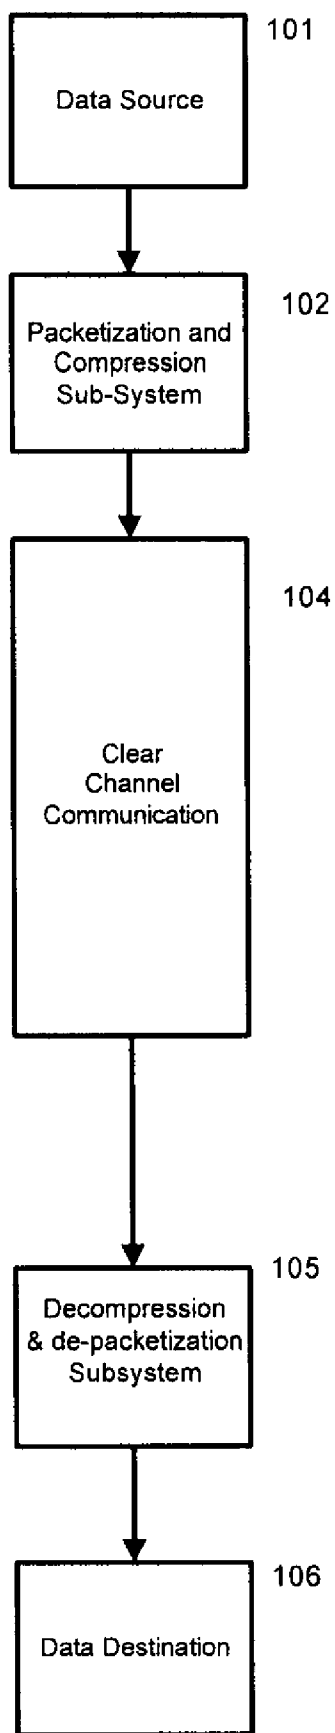 101
Data Source
102
Packetization and
Compression
Sub-System
104
Clear
Channel
Communication
105
Decompression
& de-packetization
Subsystem
106
Data Destination